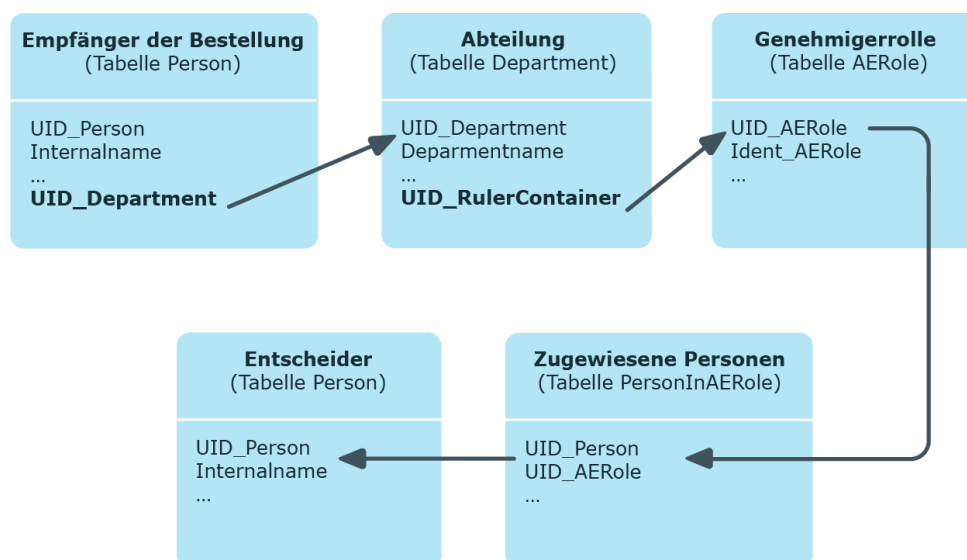 Empfänger der Bestellung
(Tabelle Person)
UID_Person
Internalname
...
UID_Department
Abteilung
(Tabelle Department)
UID_Department
Deparmentname
...
UID_RulerContainer
Genehmigerrolle
(Tabelle AERole)
UID_AERole
Ident_AERole
...
Entscheider
(Tabelle Person)
UID_Person
Internalname
...
Zugewiesene Personen
(Tabelle PersonInAERole)
UID_Person
UID_AERole
...